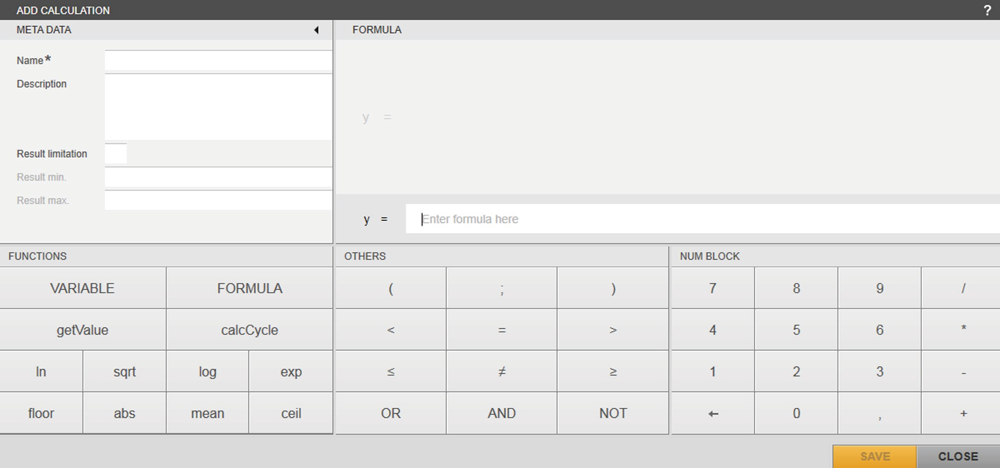 ADD CALCULATION ?
META DATA
Name*
Description
Result limitation
Result min.
Result max.
FORMULA
y =
y = Enter formula here
FUNCTIONS
VARIABLE FORMULA
getValue calcCycle
ln sqrt log exp
floor abs mean ceil
OTHERS
( ; )
< = >
≤ ≠ ≥
OR AND NOT
NUM BLOCK
7 8 9 /
4 5 6 *
1 2 3 -
← 0 , +
SAVE CLOSE